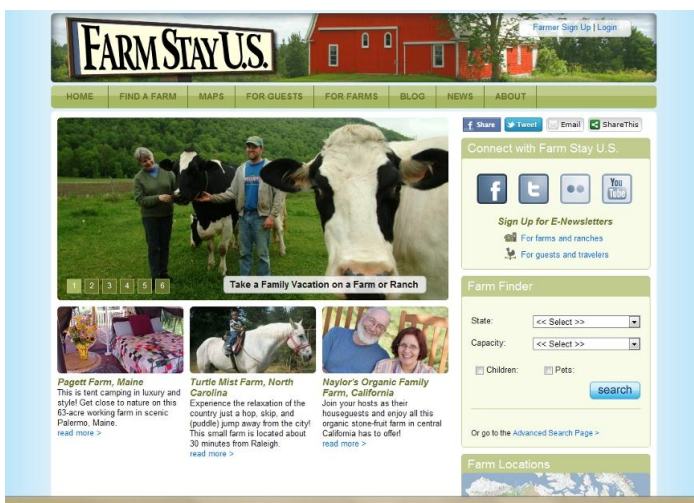 FARM STAY U.S.
Farmer Sign Up | Login
HOME FIND A FARM MAPS FOR GUESTS FOR FARMS BLOG NEWS ABOUT
Share Tweet Email ShareThis
1 2 3 4 5 6
Take a Family Vacation on a Farm or Ranch
Pagett Farm, Maine
This is tent camping in luxury and
style! Get close to nature on this
63-acre working farm in scenic
Palermo, Maine.
read more >
Turtle Mist Farm, North
Carolina
Experience the relaxation of the
country just a hop, skip, and
(puddle) jump away from the city!
This small farm is located about
30 minutes from Raleigh.
read more >
Naylor's Organic Family
Farm, California
Join your hosts as their
houseguests and enjoy all this
organic stone-fruit farm in central
California has to offer!
read more >
Connect with Farm Stay U.S.
f t You Tube
Sign Up for E-Newsletters
For farms and ranches
For guests and travelers
Farm Finder
State: << Select >>
Capacity: << Select >>
Children: Pets:
search
Or go to the Advanced Search Page >
Farm Locations